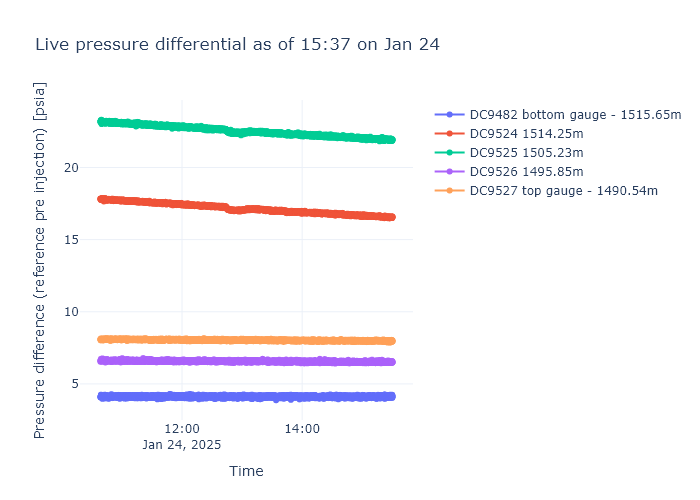 Live pressure differential as of 15:37 on Jan 24
Pressure difference (reference pre injection) [psia]
20
15
10
5
12:00
Jan 24, 2025
14:00
Time
DC9482 bottom gauge - 1515.65m
DC9524 1514.25m
DC9525 1505.23m
DC9526 1495.85m
DC9527 top gauge - 1490.54m